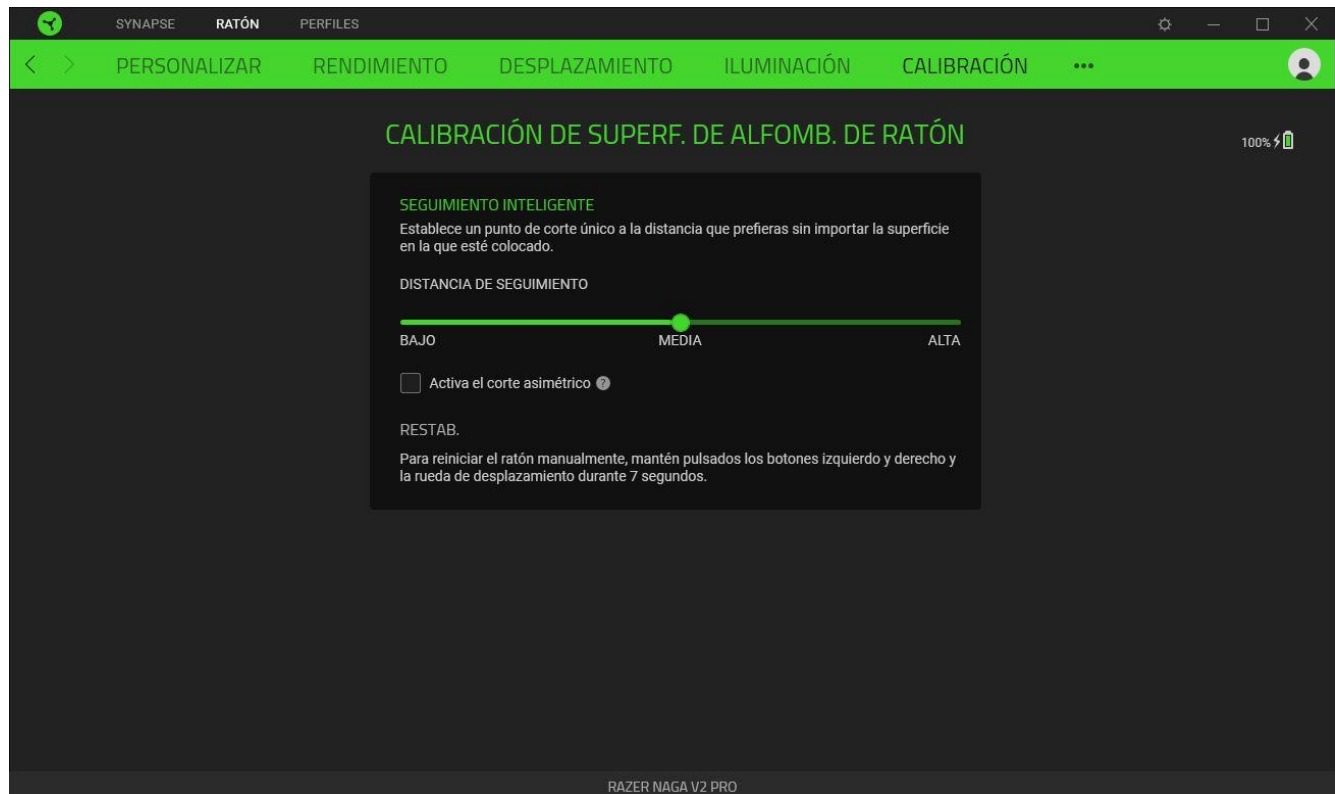 SYNAPSE RATÓN PERFILES
PERSONALIZAR RENDIMIENTO DESPLAZAMIENTO ILUMINACIÓN CALIBRACIÓN •••
CALIBRACIÓN DE SUPERF. DE ALFOMB. DE RATÓN
100%
SEGUIMIENTO INTELIGENTE
Establece un punto de corte único a la distancia que prefieras sin importar la superficie
en la que esté colocado.
DISTANCIA DE SEGUIMIENTO
BAJO MEDIA ALTA
Activa el corte asimétrico ?
RESTAB.
Para reiniciar el ratón manualmente, mantén pulsados los botones izquierdo y derecho y
la rueda de desplazamiento durante 7 segundos.
RAZER NAGA V2 PRO